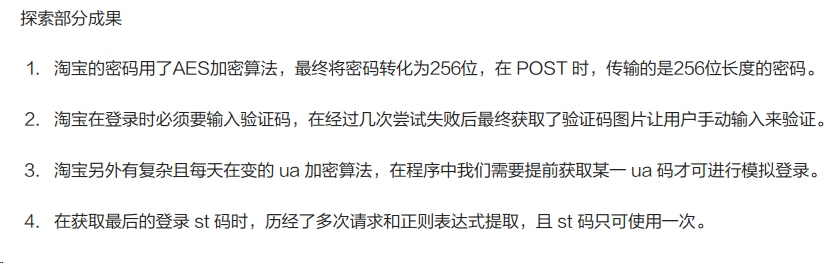 探索部分成果
1. 淘宝的密码用了AES加密算法，最终将密码转化为256位，在 POST 时，传输的是256位长度的密码。
2. 淘宝在登录时必须要输入验证码，在经过几次尝试失败后最终获取了验证码图片让用户手动输入来验证。
3. 淘宝另外有复杂且每天在变的 ua 加密算法，在程序中我们需要提前获取某一 ua 码才可进行模拟登录。
4. 在获取最后的登录 st 码时，历经了多次请求和正则表达式提取，且 st 码只可使用一次。